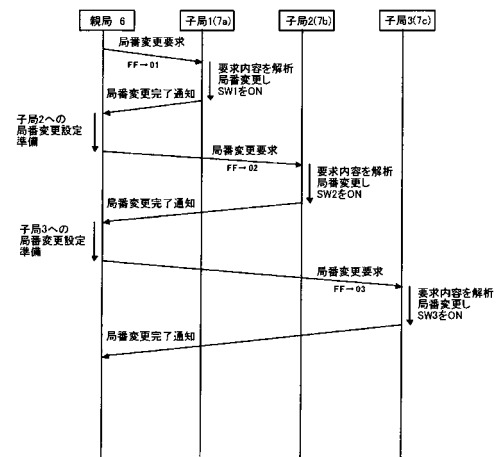 親局 6
子局1(7a)
子局2(7b)
子局3(7c)
局番変更要求
FF→01
要求内容を解析
局番変更し
SW1をON
局番変更完了通知
子局2への
局番変更設定
準備
局番変更要求
FF→02
要求内容を解析
局番変更し
SW2をON
局番変更完了通知
子局3への
局番変更設定
準備
局番変更要求
FF→03
要求内容を解析
局番変更し
SW3をON
局番変更完了通知